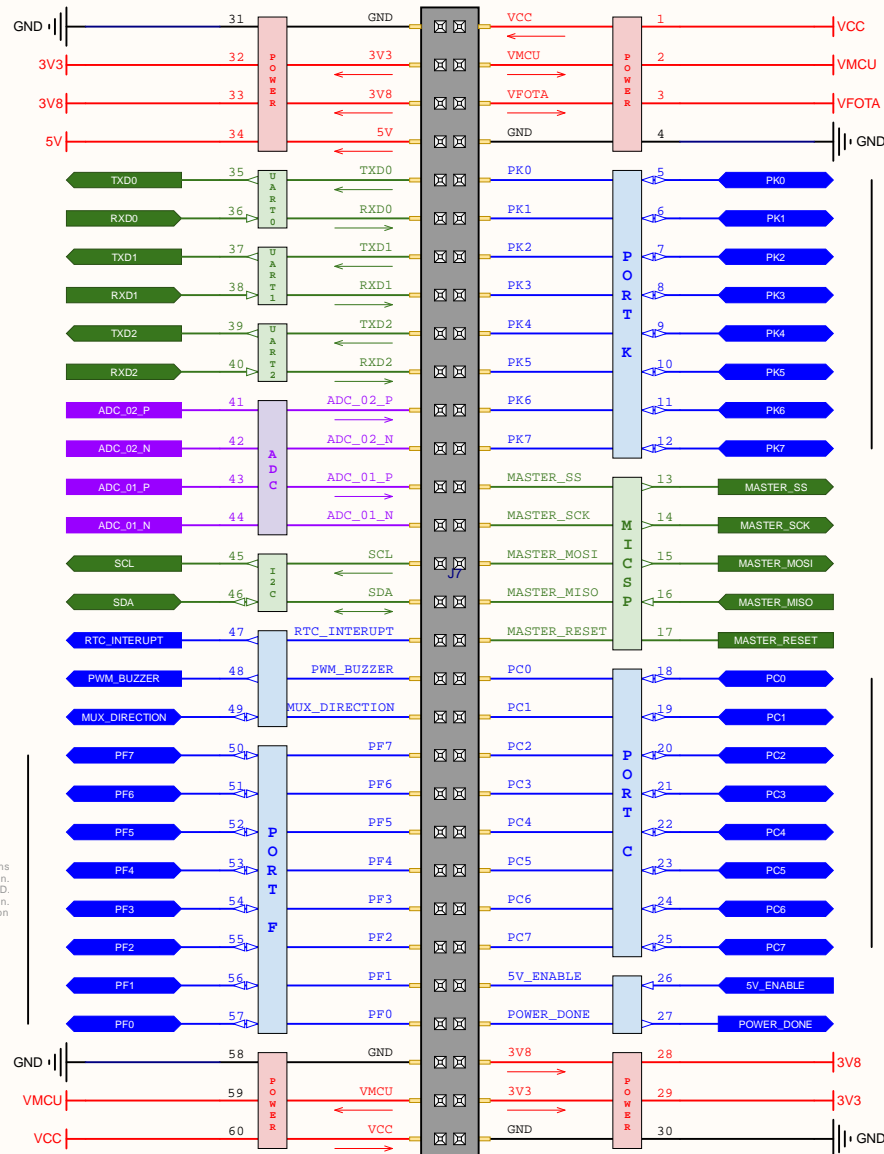 GND 31 GND VCC 1 VCC
3V3 32 3V3 VMCU 2 VMCU
3V8 33 3V8 VFOTA 3 VFOTA
5V 34 5V GND 4 GND
POWER POWER
TXD0 35 TXD0 PK0 5 PK0
RXD0 36 RXD0 PK1 6 PK1
UART0
TXD1 37 TXD1 PK2 7 PK2
RXD1 38 RXD1 PK3 8 PK3
UART1
TXD2 39 TXD2 PK4 9 PK4
RXD2 40 RXD2 PK5 10 PK5
UART2
ADC_02_P 41 ADC_02_P PK6 11 PK6
ADC_02_N 42 ADC_02_N PK7 12 PK7
PORT K
ADC_01_P 43 ADC_01_P MASTER_SS 13 MASTER_SS
ADC_01_N 44 ADC_01_N MASTER_SCK 14 MASTER_SCK
ADC
SCL 45 SCL MASTER_MOSI 15 MASTER_MOSI
J7
SDA 46 SDA MASTER_MISO 16 MASTER_MISO
I2C
RTC_INTERUPT 47 RTC_INTERUPT MASTER_RESET 17 MASTER_RESET
MICSP
PWM_BUZZER 48 PWM_BUZZER PC0 18 PC0
MUX_DIRECTION 49 MUX_DIRECTION PC1 19 PC1
PF7 50 PF7 PC2 20 PC2
PF6 51 PF6 PC3 21 PC3
PF5 52 PF5 PC4 22 PC4
PF4 53 PF4 PC5 23 PC5
PF3 54 PF3 PC6 24 PC6
PF2 55 PF2 PC7 25 PC7
PORT C
PF1 56 PF1 5V_ENABLE 26 5V_ENABLE
PF0 57 PF0 POWER_DONE 27 POWER_DONE
PORT F
GND 58 GND 3V8 28 3V8
VMCU 59 VMCU 3V3 29 3V3
VCC 60 VCC GND 30 GND
POWER POWER